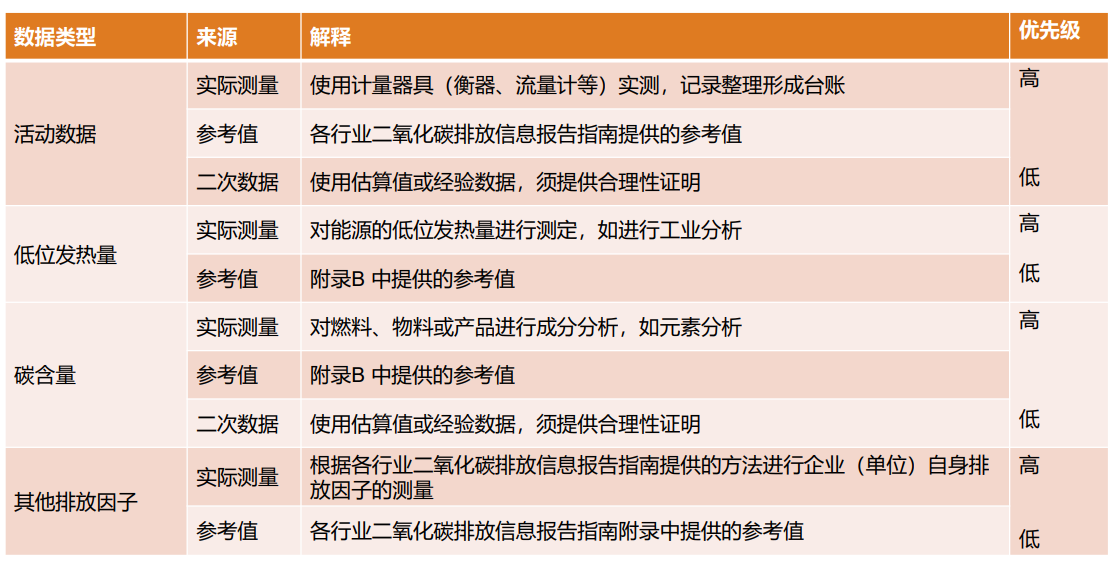 数据类型 来源 解释 优先级
活动数据 实际测量 使用计量器具（衡器、流量计等）实测，记录整理形成台账 高
参考值 各行业二氧化碳排放信息报告指南提供的参考值
二次数据 使用估算值或经验数据，须提供合理性证明 低
低位发热量 实际测量 对能源的低位发热量进行测定，如进行工业分析 高
参考值 附录B 中提供的参考值 低
碳含量 实际测量 对燃料、物料或产品进行成分分析，如元素分析 高
参考值 附录B 中提供的参考值
二次数据 使用估算值或经验数据，须提供合理性证明 低
其他排放因子 实际测量 根据各行业二氧化碳排放信息报告指南提供的方法进行企业（单位）自身排 高
放因子的测量
参考值 各行业二氧化碳排放信息报告指南附录中提供的参考值 低